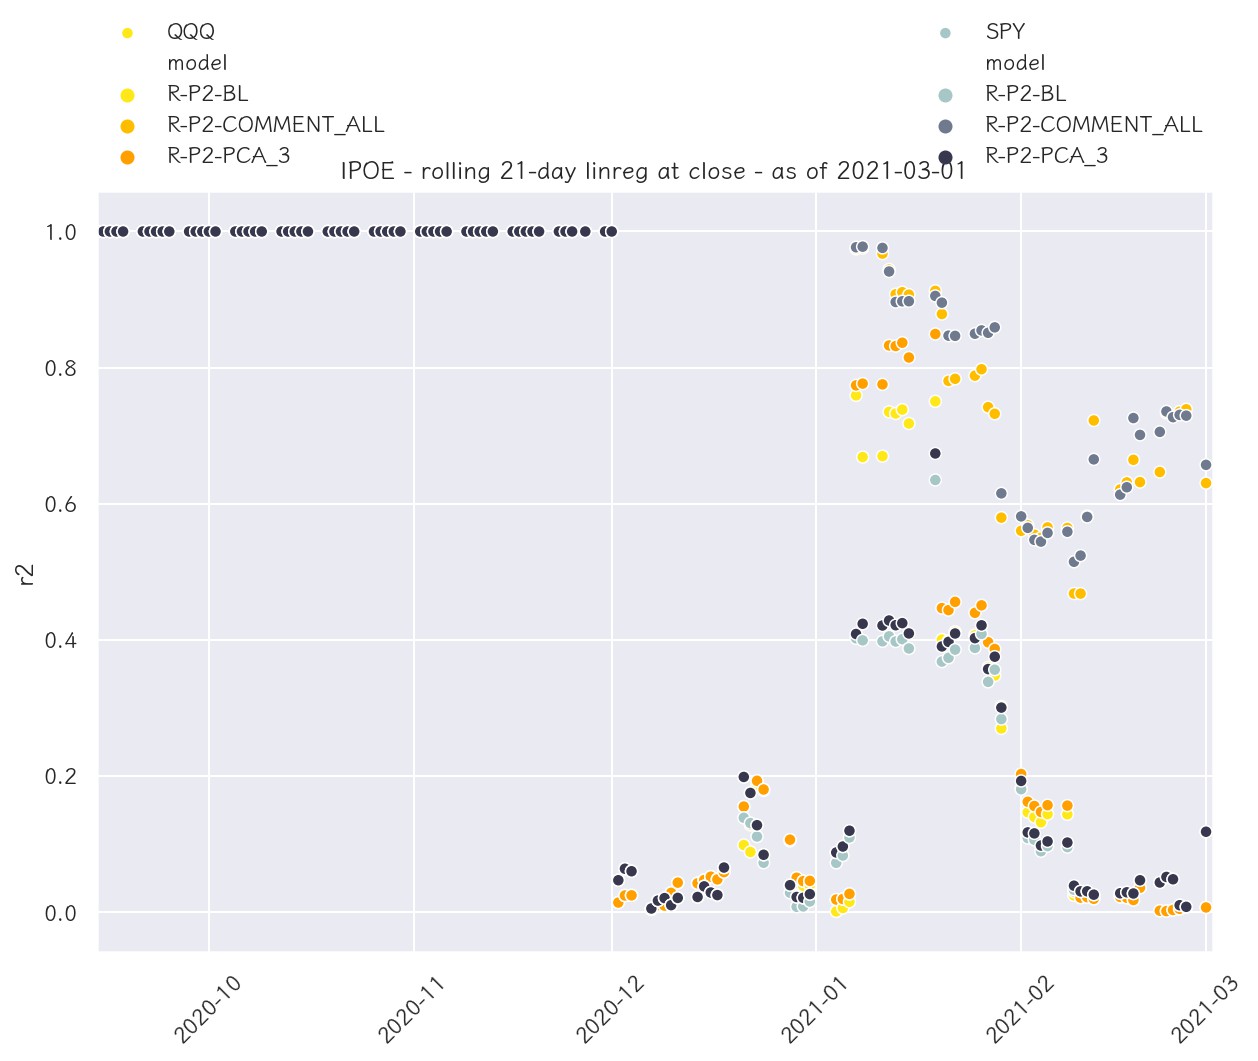 QQQ
model
R-P2-BL
R-P2-COMMENT_ALL
R-P2-PCA_3
SPY
model
R-P2-BL
R-P2-COMMENT_ALL
R-P2-PCA_3
IPOE - rolling 21-day linreg at close - as of 2021-03-01
1.0
0.8
0.6
0.4
0.2
0.0
r2
2020-10
2020-11
2020-12
2021-01
2021-02
2021-03